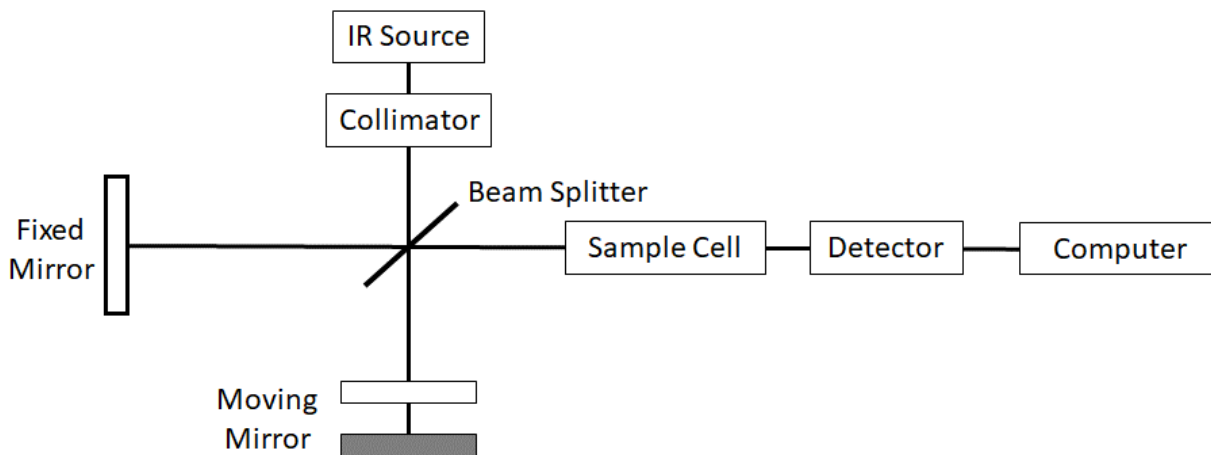 IR Source
Collimator
Beam Splitter
Fixed
Mirror
Sample Cell
Detector
Computer
Moving
Mirror